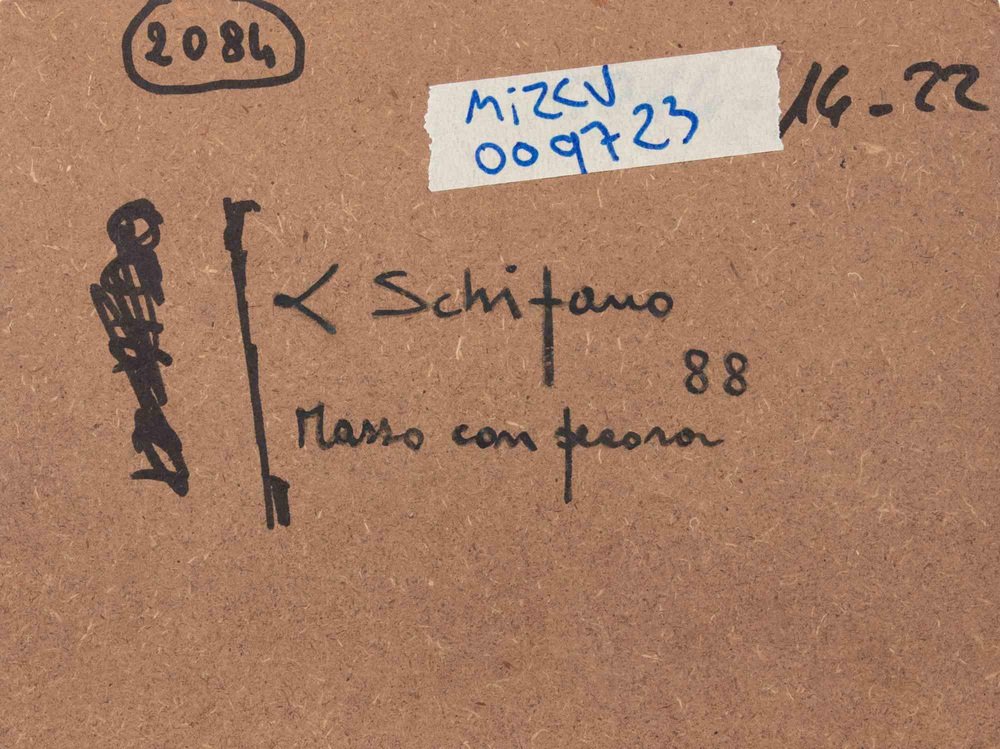 2084
MiZCV
009723
14-22
< Schifano
88
Masso con pecora